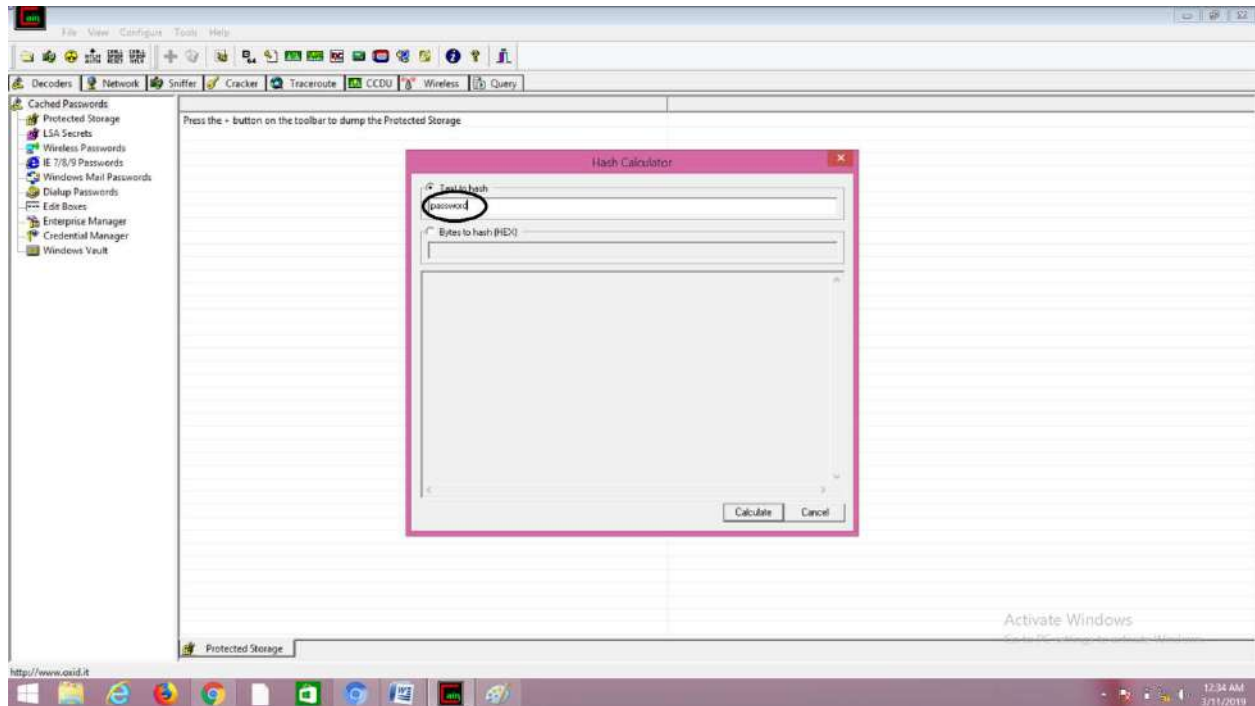 Cain
File View Configure Tools Help
Decoders Network Sniffer Cracker Traceroute CCDU Wireless Query
Cached Passwords
Protected Storage
LSA Secrets
Wireless Passwords
IE 7/8/9 Passwords
Windows Mail Passwords
Dialup Passwords
Edit Boxes
Enterprise Manager
Credential Manager
Windows Vault
Press the + button on the toolbar to dump the Protected Storage
Hash Calculator
Text to hash
password
Bytes to hash (HEX)
Calculate Cancel
Activate Windows
Protected Storage
http://www.oxid.it
12:34 AM
3/11/2019